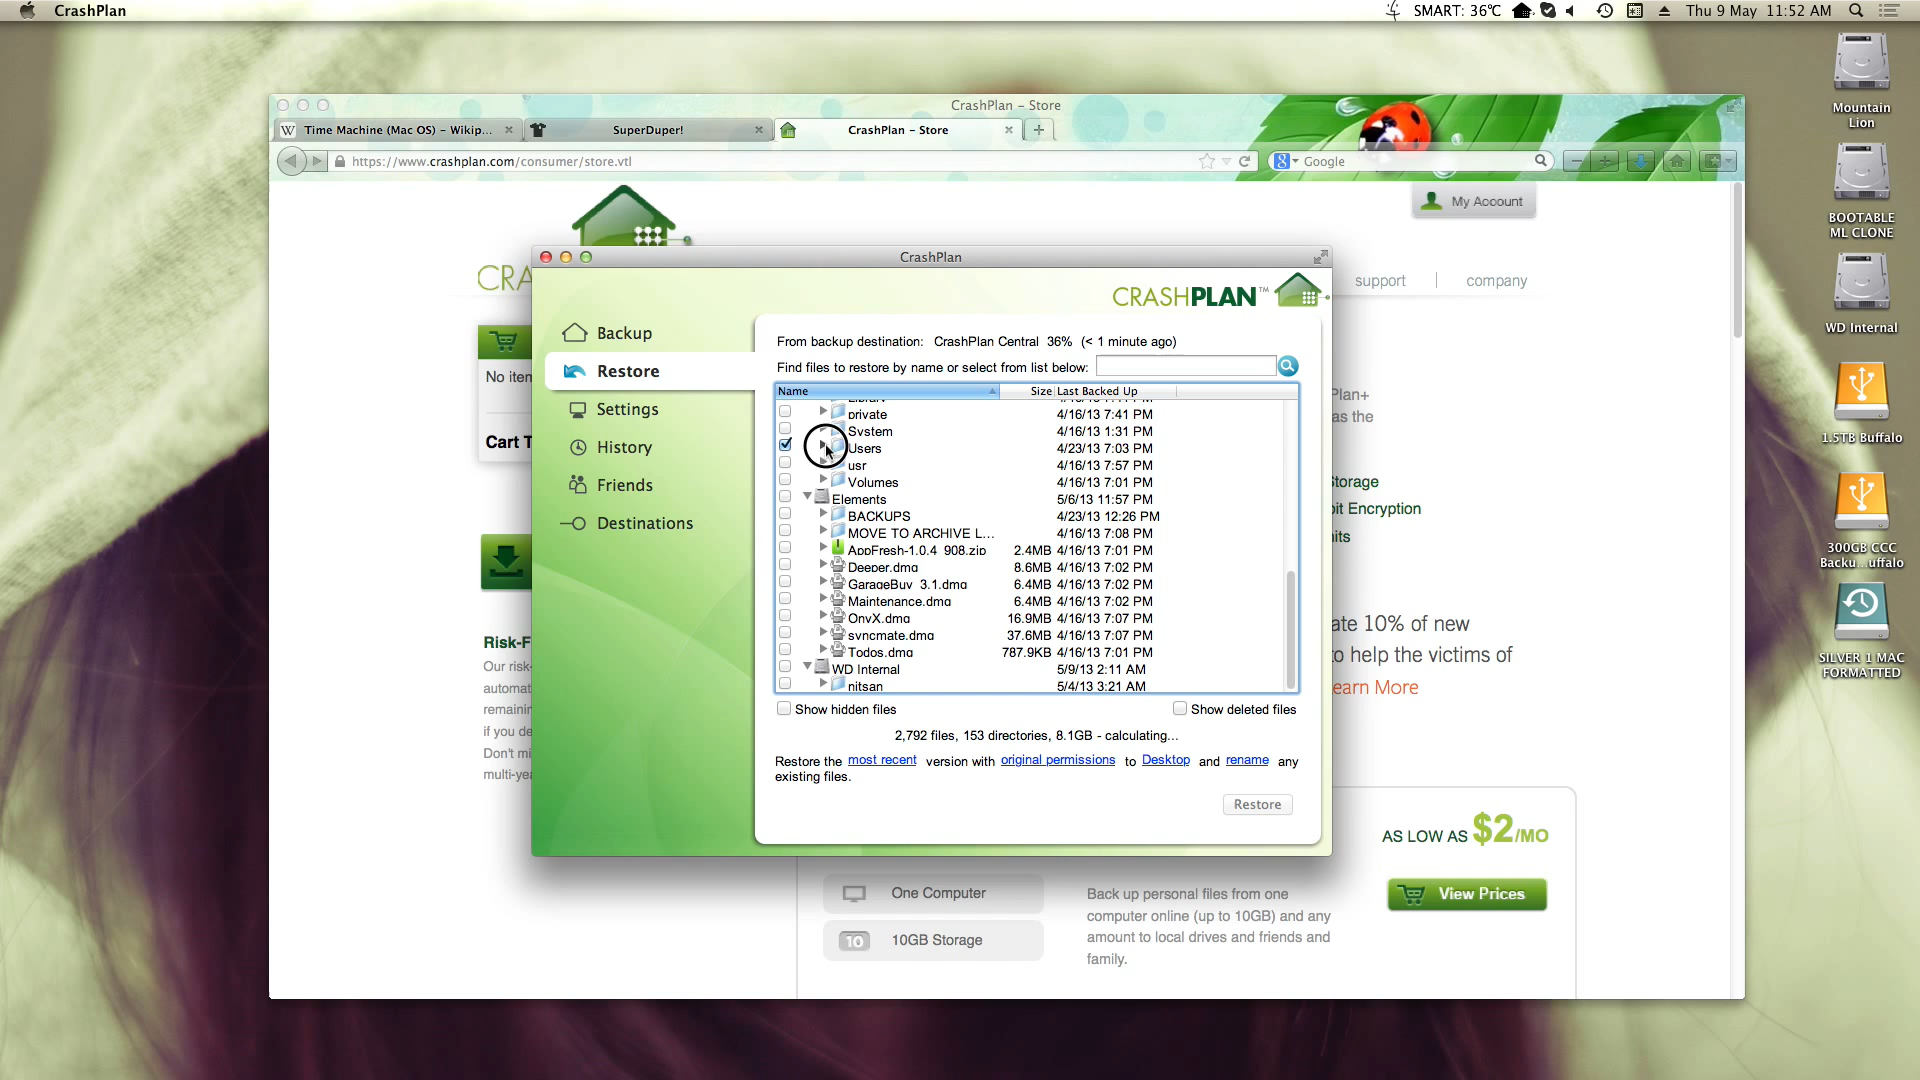 CrashPlan
SMART: 36℃
Thu 9 May 11:52 AM
CrashPlan – Store
Time Machine (Mac OS) – Wikip...
SuperDuper!
CrashPlan – Store
https://www.crashplan.com/consumer/store.vtl
Google
My Account
CRA
support
company
No iten
Cart T
Risk-F
Our risk-
automat
remainin
if you de
Don't mi
multi-yea
CrashPlan
CRASHPLAN™
Backup
Restore
Settings
History
Friends
Destinations
From backup destination: CrashPlan Central 36% (< 1 minute ago)
Find files to restore by name or select from list below:
Name Size Last Backed Up
private 4/16/13 7:41 PM
System 4/16/13 1:31 PM
Users 4/23/13 7:03 PM
usr 4/16/13 7:57 PM
Volumes 4/16/13 7:01 PM
Elements 5/6/13 11:57 PM
BACKUPS 4/23/13 12:26 PM
MOVE TO ARCHIVE L... 4/16/13 7:08 PM
AppFresh-1.0.4_908.zip 2.4MB 4/16/13 7:01 PM
Deeper.dmg 8.6MB 4/16/13 7:02 PM
GarageBuy_3.1.dmg 6.4MB 4/16/13 7:02 PM
Maintenance.dmg 6.4MB 4/16/13 7:02 PM
OnyX.dmg 16.9MB 4/16/13 7:07 PM
syncmate.dmg 37.6MB 4/16/13 7:07 PM
Todos.dmg 787.9KB 4/16/13 7:01 PM
WD Internal 5/9/13 2:11 AM
nitsan 5/4/13 3:21 AM
Show hidden files
Show deleted files
2,792 files, 153 directories, 8.1GB - calculating...
Restore the most recent version with original permissions to Desktop and rename any
existing files.
Restore
Plan+
as the
torage
bit Encryption
nits
ate 10% of new
to help the victims of
earn More
AS LOW AS $2/MO
View Prices
One Computer
10 10GB Storage
Back up personal files from one
computer online (up to 10GB) and any
amount to local drives and friends and
family.
Mountain
Lion
BOOTABLE
ML CLONE
WD Internal
1.5TB Buffalo
300GB CCC
Backu...uffalo
SILVER 1 MAC
FORMATTED